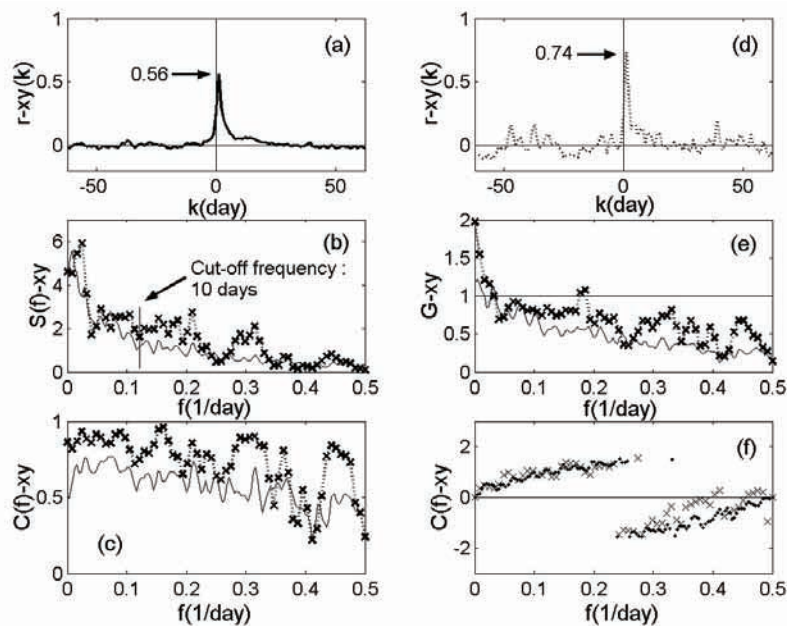 1
(a)
0.56
0.5
r-xy(k)
0
-50
0
50
k(day)
1
(d)
0.74
0.5
r-xy(k)
0
-50
0
50
k(day)
6
(b)
Cut-off frequency :
10 days
4
S(f)-xy
2
0
0
0.1
0.2
0.3
0.4
0.5
f(1/day)
2
(e)
1.5
G-xy
1
0.5
0
0
0.1
0.2
0.3
0.4
0.5
f(1/day)
1
C(f)-xy
0.5
(c)
0
0
0.1
0.2
0.3
0.4
0.5
f(1/day)
(f)
2
C(f)-xy
0
-2
0
0.1
0.2
0.3
0.4
0.5
f(1/day)